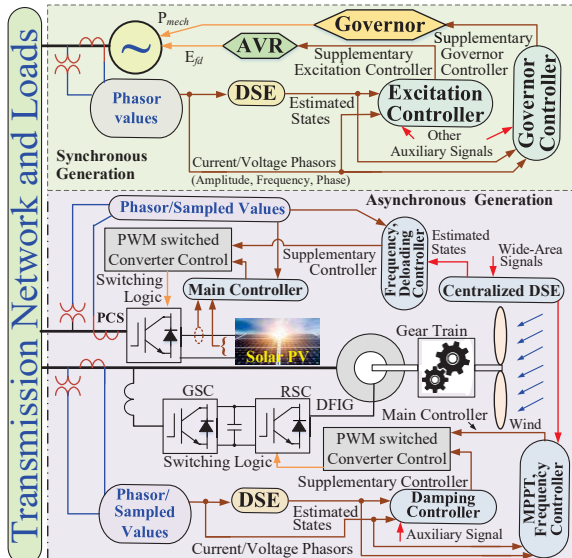 Transmission Network and Loads
P_mech
Governor
~
AVR
E_fd
Supplementary
Excitation Controller
Supplementary
Governor
Controller
Phasor
values
DSE
Estimated
States
Excitation
Controller
Governor
Controller
Other
Auxiliary Signals
Synchronous
Generation
Current/Voltage Phasors
(Amplitude, Frequency, Phase)
Asynchronous Generation
Phasor/Sampled Values
PWM switched
Converter Control
Supplementary
Controller
Frequency,
Deloading
Controller
Estimated
States
Wide-Area
Signals
Switching
Logic
Main Controller
Centralized DSE
PCS
Solar PV
Gear Train
GSC
RSC
DFIG
Main Controller
Wind
Switching Logic
PWM switched
Converter Control
Supplementary Controller
MPPT,
Frequency
Controller
Phasor/
Sampled
Values
DSE
Estimated
States
Damping
Controller
Auxiliary Signal
Current/Voltage Phasors